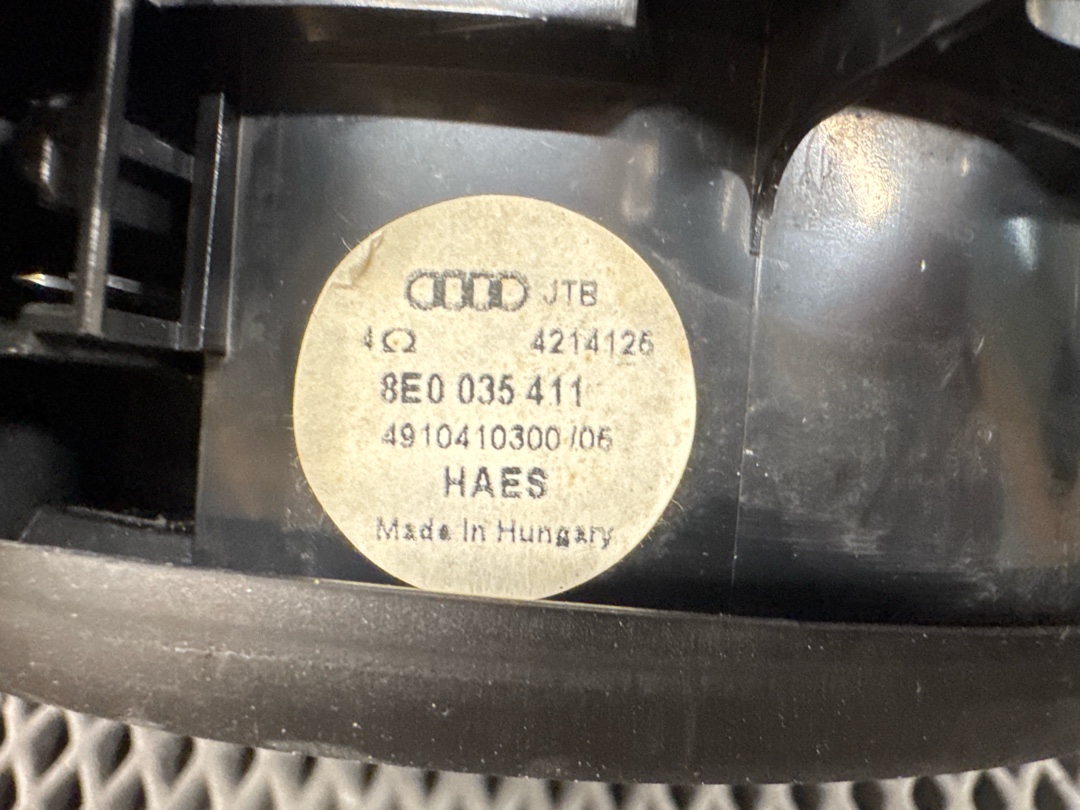 JTB
4Ω 4214126
8E0 035 411
4910410300/06
HAES
Made In Hungary